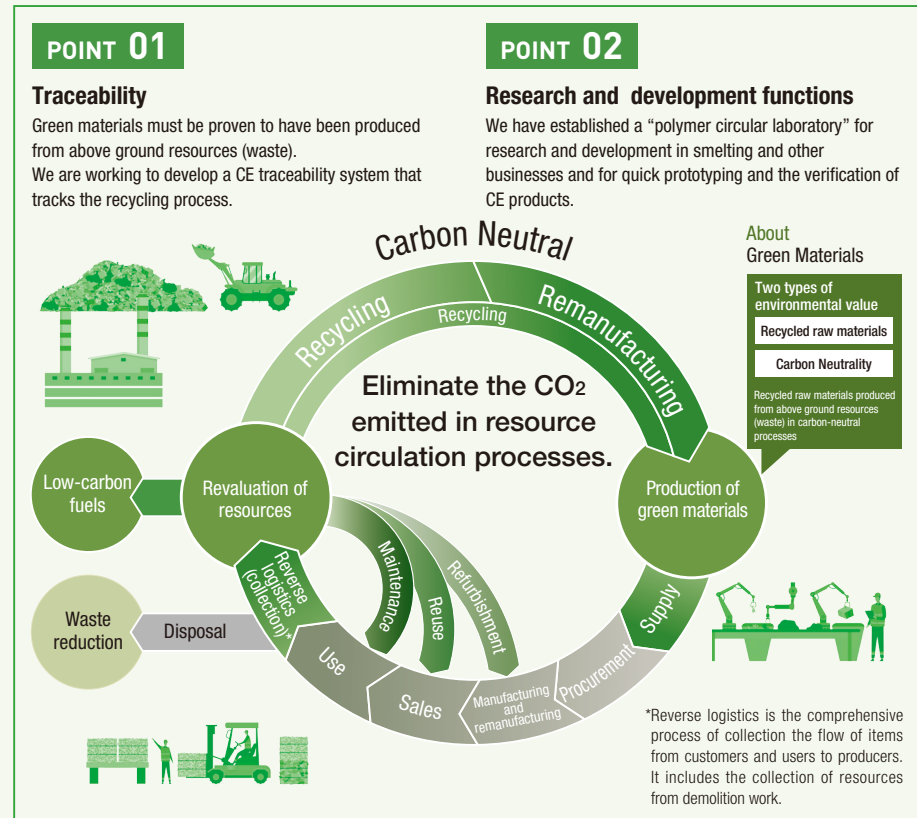 POINT 01
Traceability
Green materials must be proven to have been produced
from above ground resources (waste).
We are working to develop a CE traceability system that
tracks the recycling process.
POINT 02
Research and development functions
We have established a “polymer circular laboratory” for
research and development in smelting and other
businesses and for quick prototyping and the verification of
CE products.
Carbon Neutral
Recycling
Remanufacturing
Recycling
Eliminate the CO2
emitted in resource
circulation processes.
About
Green Materials
Two types of
environmental value
Recycled raw materials
Carbon Neutrality
Recycled raw materials produced
from above ground resources
(waste) in carbon-neutral
processes
Low-carbon
fuels
Revaluation of
resources
Production of
green materials
Maintenance
Reuse
Refurbishment
Reverse
logistics
(collection)*
Waste
reduction
Disposal
Use
Sales
Manufacturing
and
remanufacturing
Procurement
Supply
*Reverse logistics is the comprehensive
process of collection the flow of items
from customers and users to producers.
It includes the collection of resources
from demolition work.